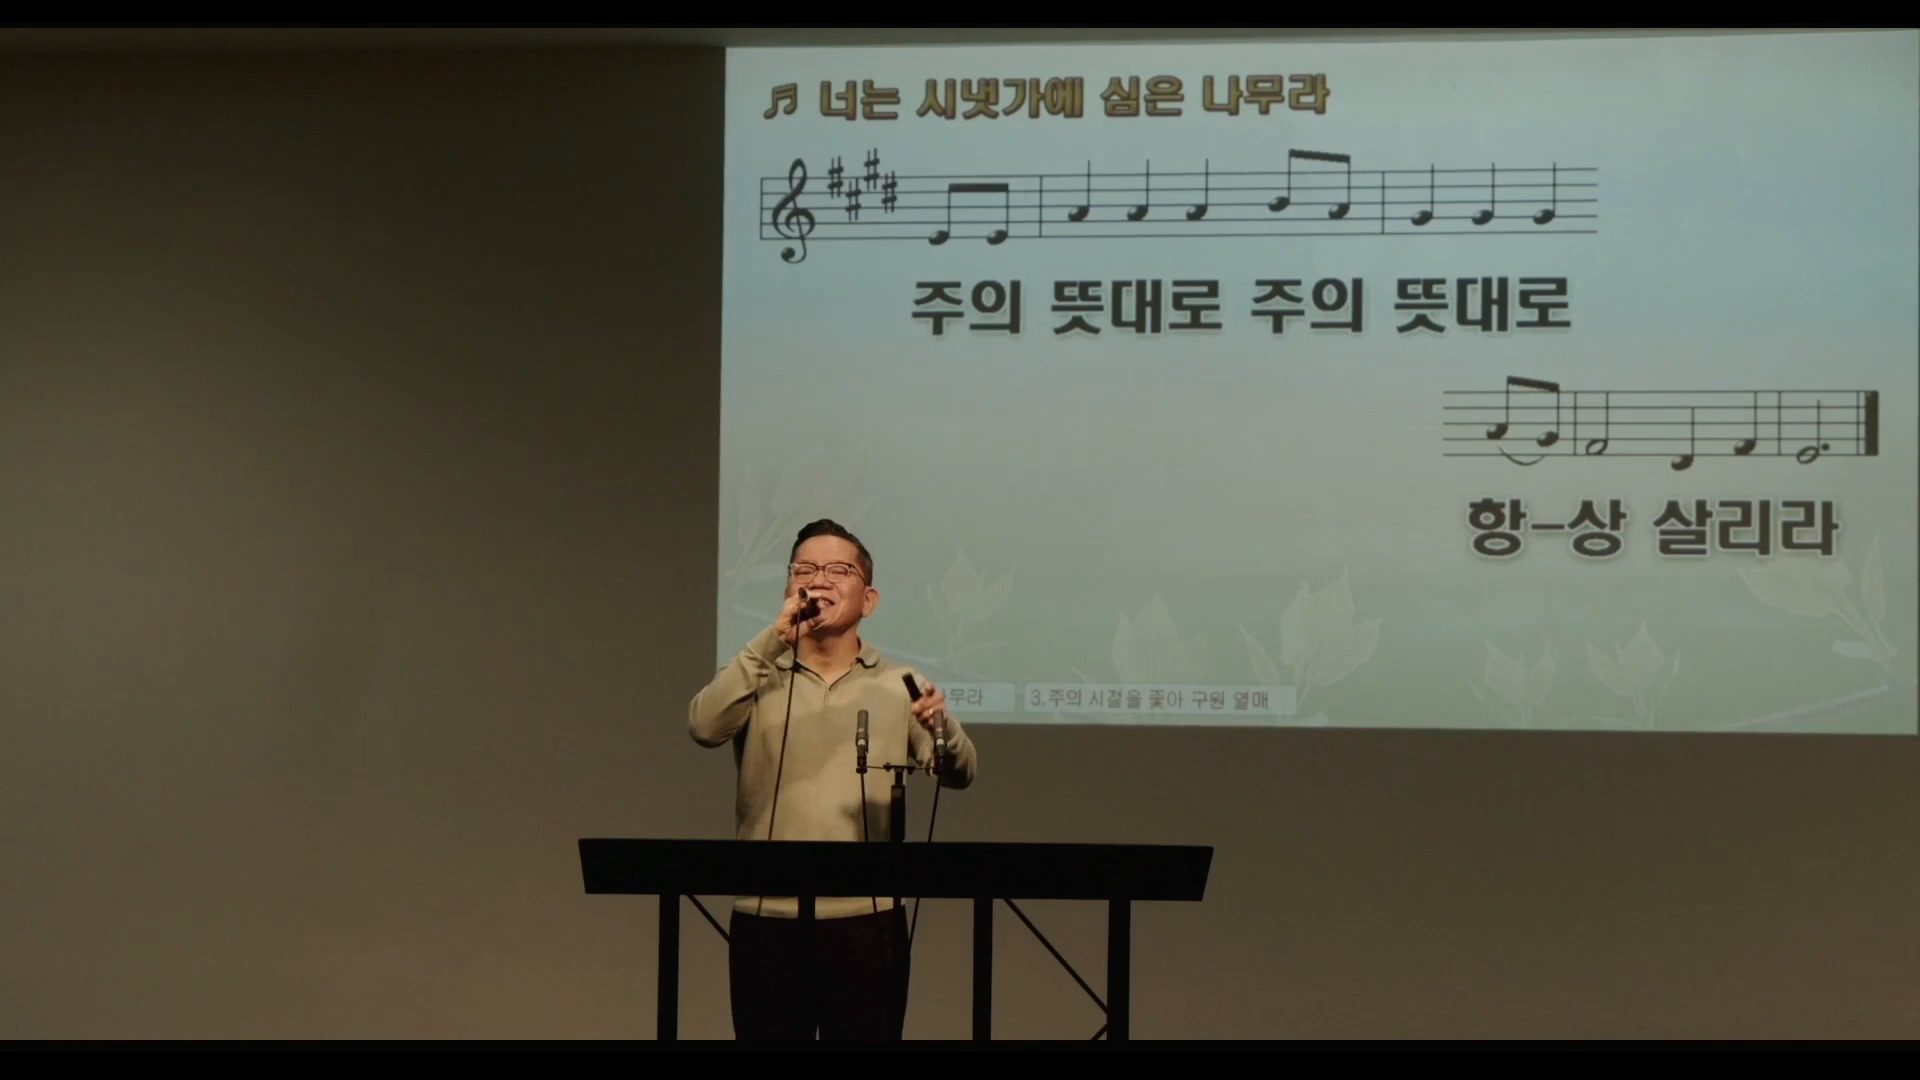 너는 시냇가에 심은 나무라
주의 뜻대로 주의 뜻대로
항-상 살리라
무라 3.주의 시절을 좇아 구원 열매